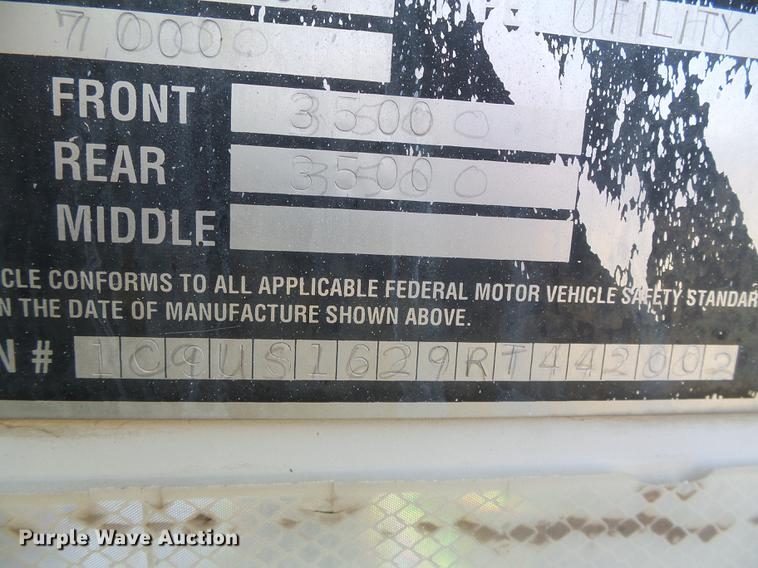 UTILITY
7,000
FRONT 3500
REAR 3500
MIDDLE
CLE CONFORMS TO ALL APPLICABLE FEDERAL MOTOR VEHICLE SAFETY STANDAR
N THE DATE OF MANUFACTURE SHOWN ABOVE.
N # 1C9US1629RT442002
Purple Wave Auction